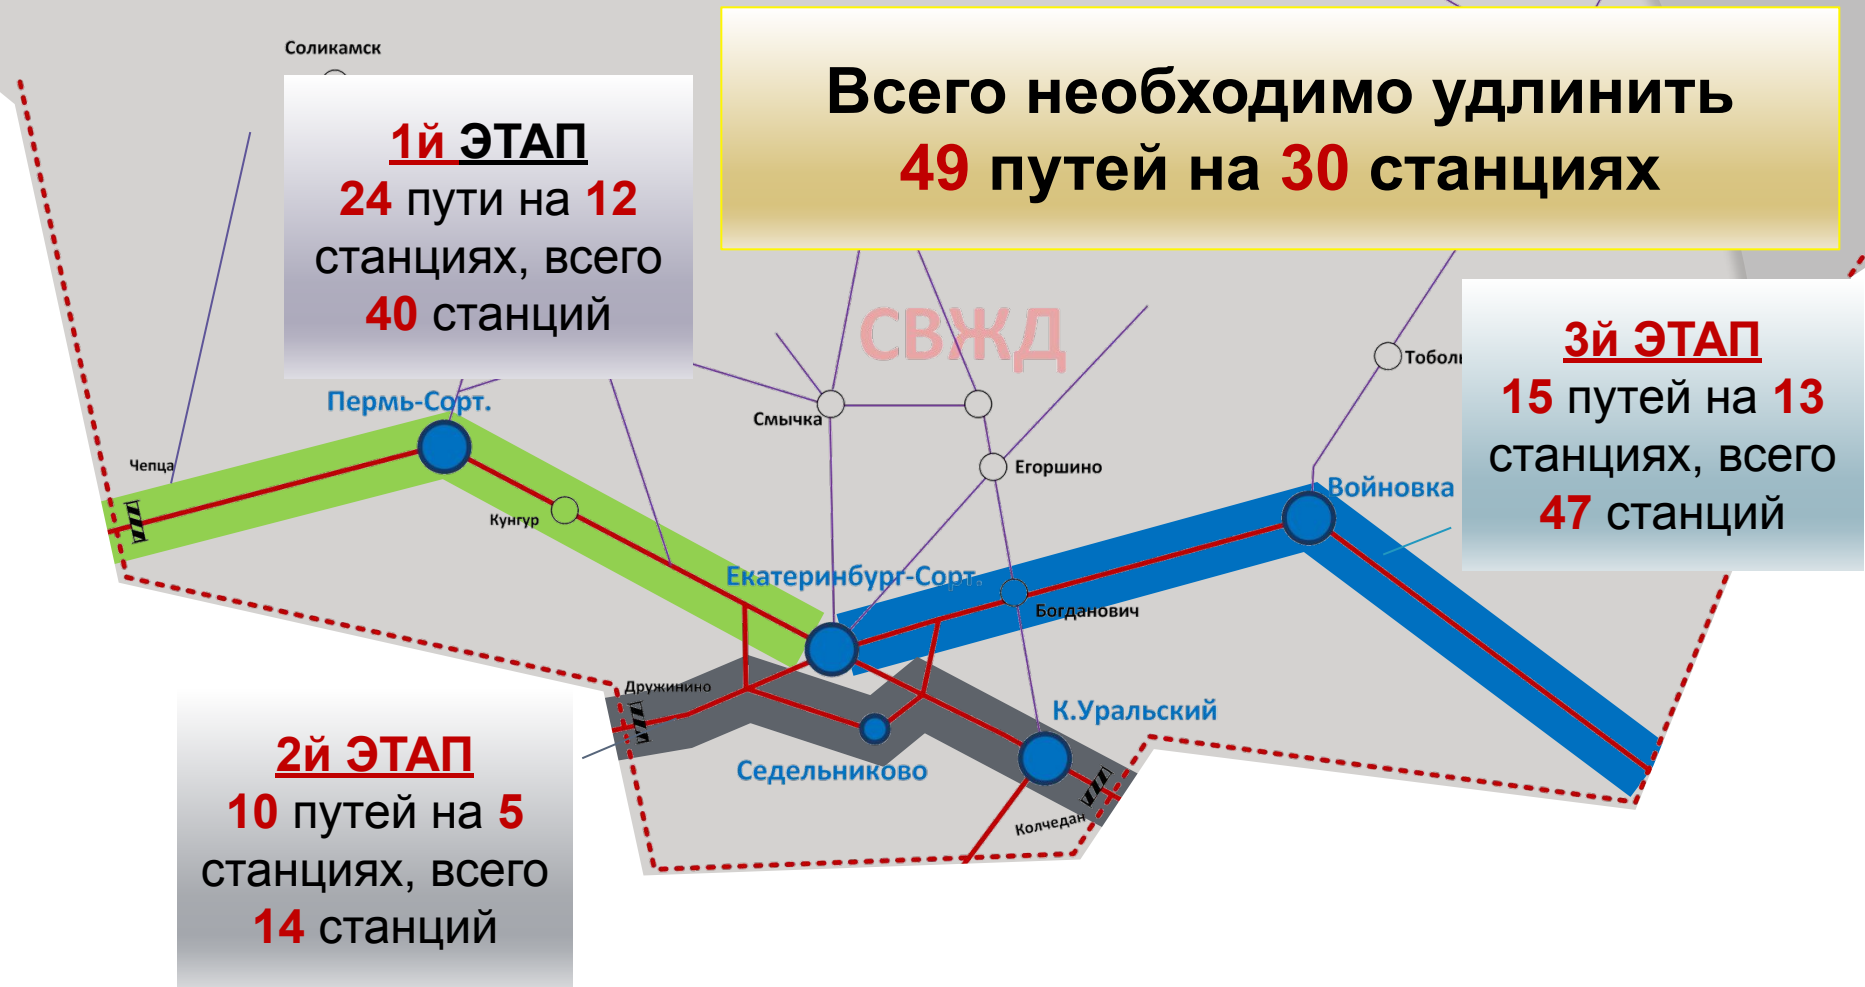 Соликамск
Всего необходимо удлинить
49 путей на 30 станциях
1й ЭТАП
24 пути на 12
станциях, всего
40 станций
СВЖД
3й ЭТАП
15 путей на 13
станциях, всего
47 станций
Тобол
Пермь-Сорт.
Смычка
Чепца
Егоршино
Войновка
Кунгур
Екатеринбург-Сорт.
Богданович
Дружинино
К.Уральский
Седельниково
Колчедан
2й ЭТАП
10 путей на 5
станциях, всего
14 станций